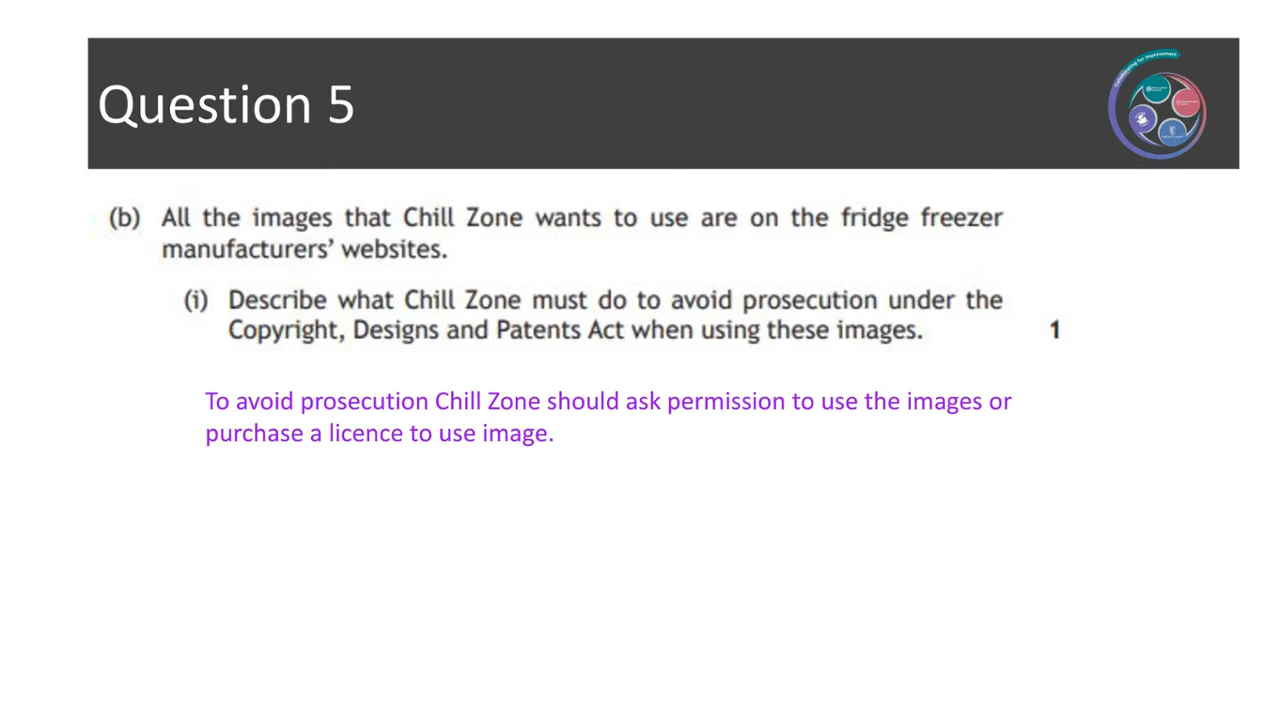 Question 5
Collaborating for Improvement
(b) All the images that Chill Zone wants to use are on the fridge freezer
manufacturers’ websites.
(i) Describe what Chill Zone must do to avoid prosecution under the
Copyright, Designs and Patents Act when using these images. 1
To avoid prosecution Chill Zone should ask permission to use the images or
purchase a licence to use image.